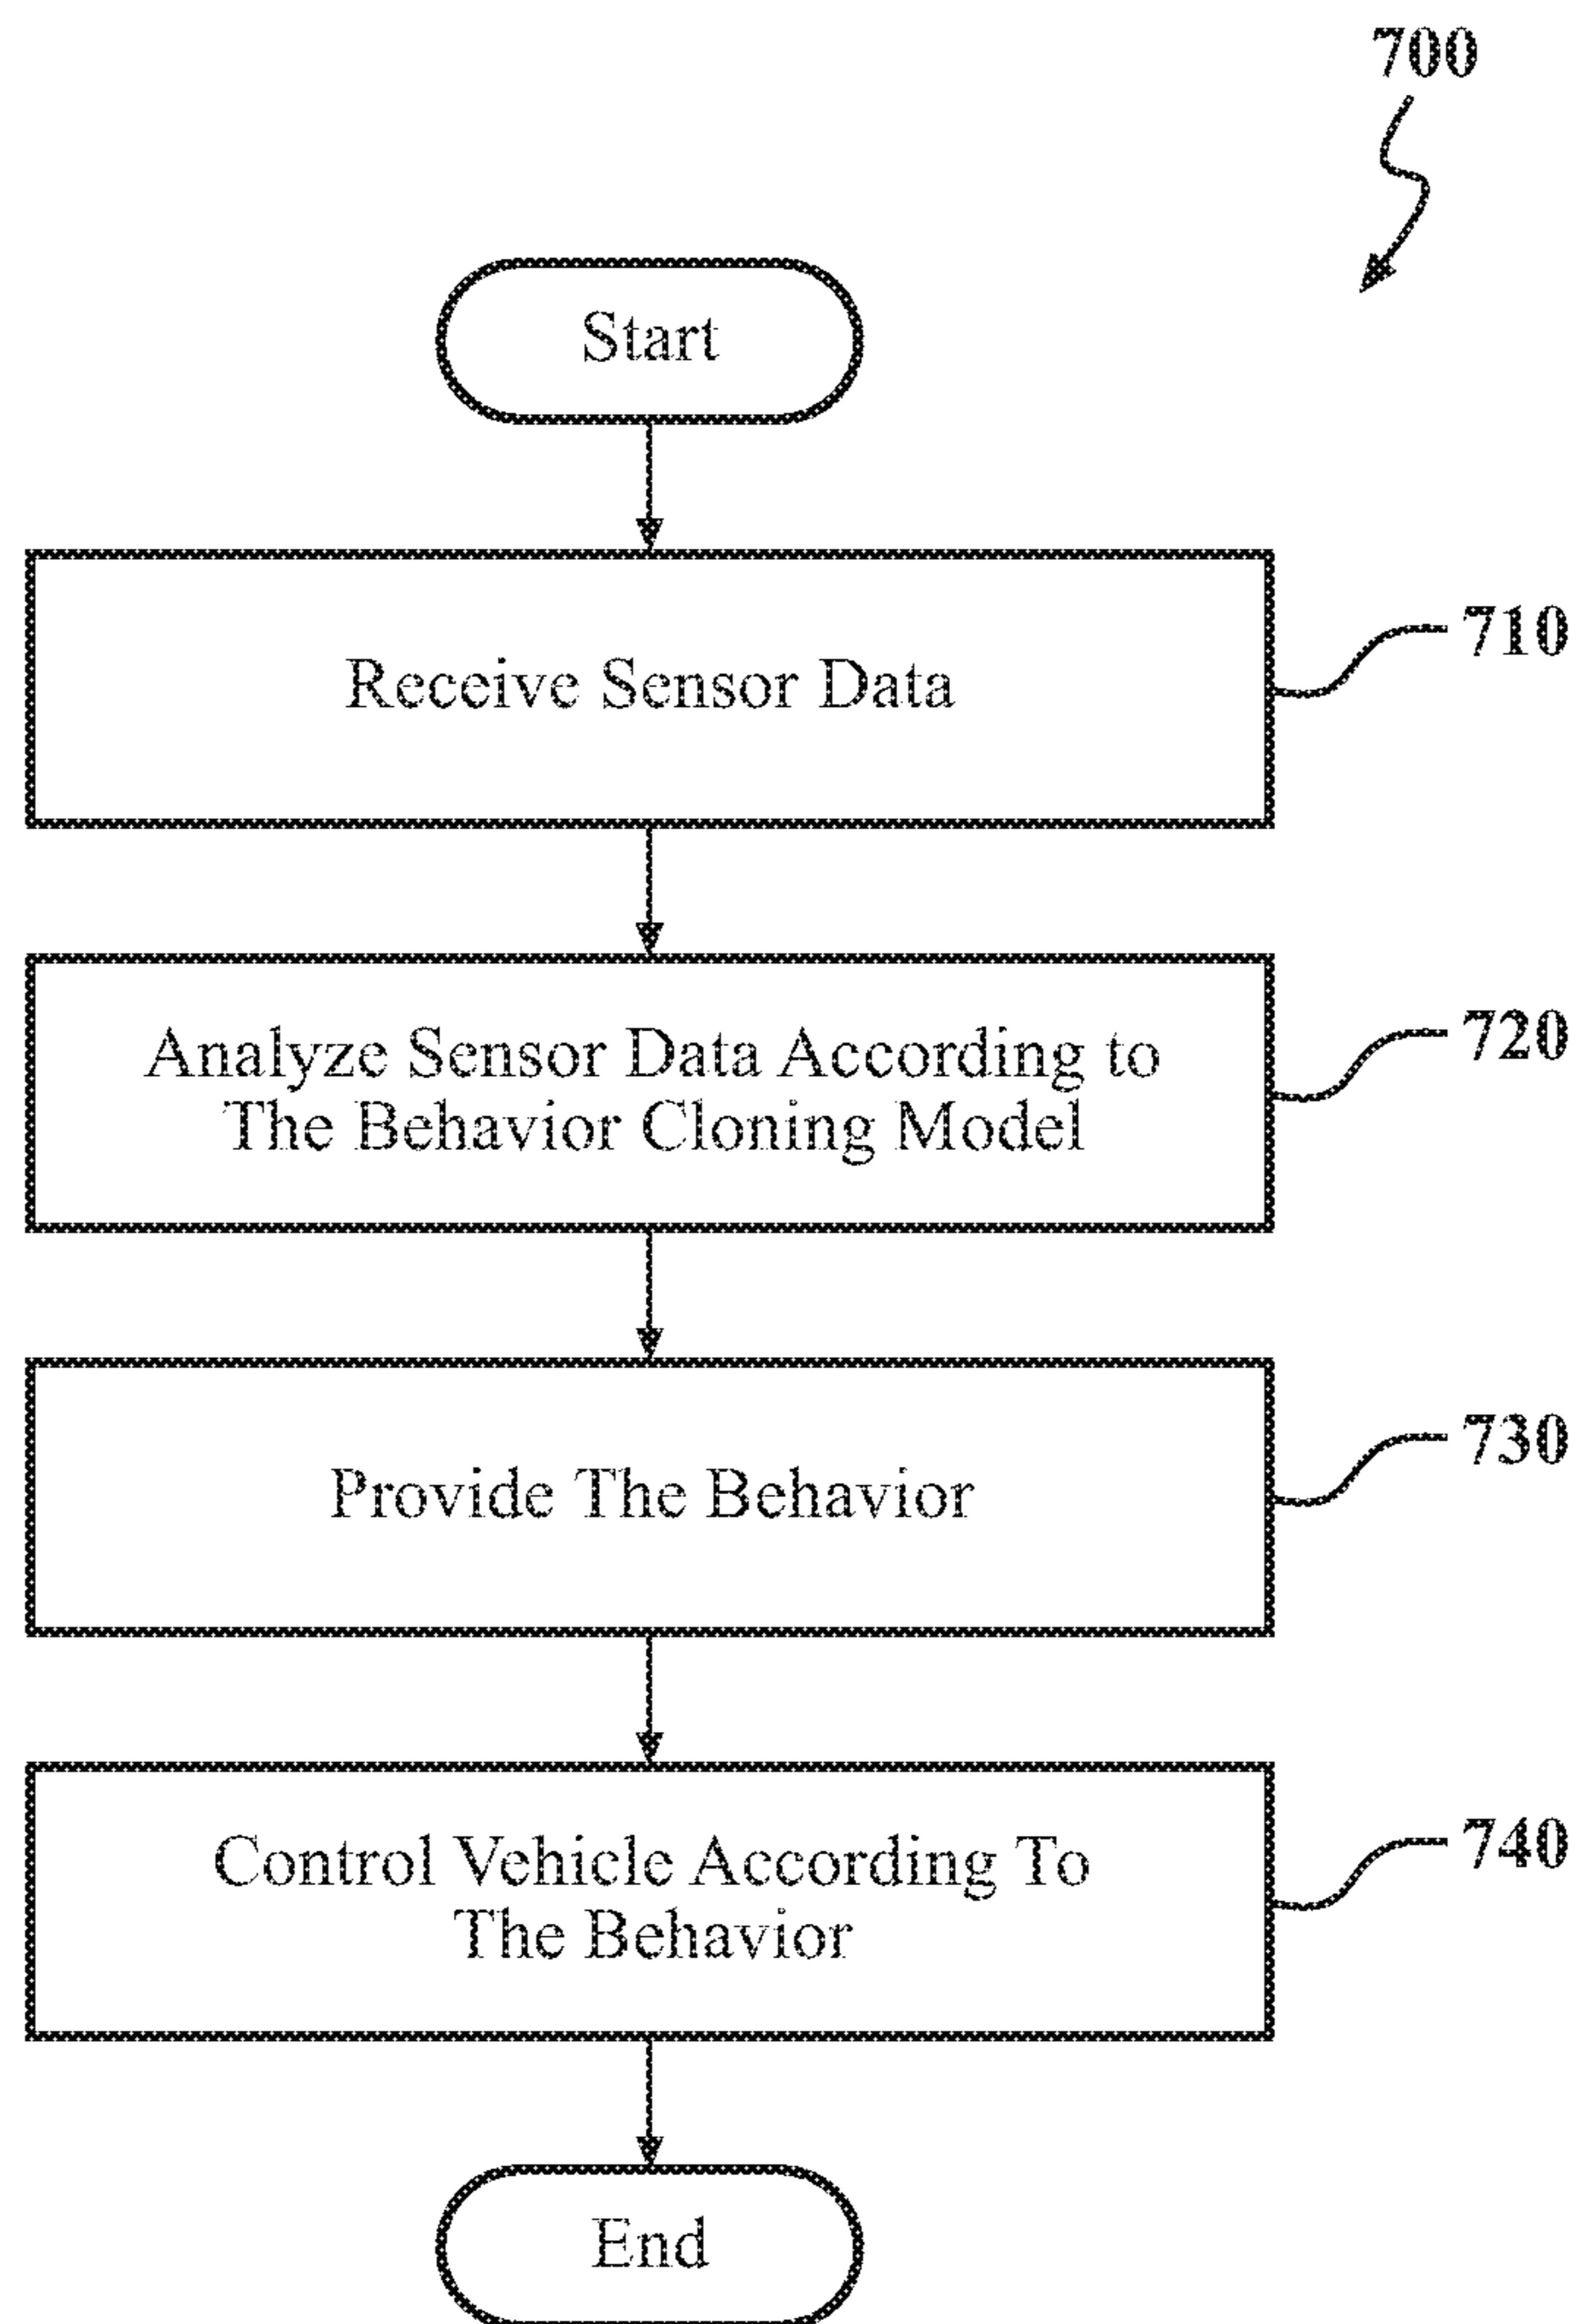 700
Start
Receive Sensor Data
710
Analyze Sensor Data According to
The Behavior Cloning Model
720
Provide The Behavior
730
Control Vehicle According To
The Behavior
740
End